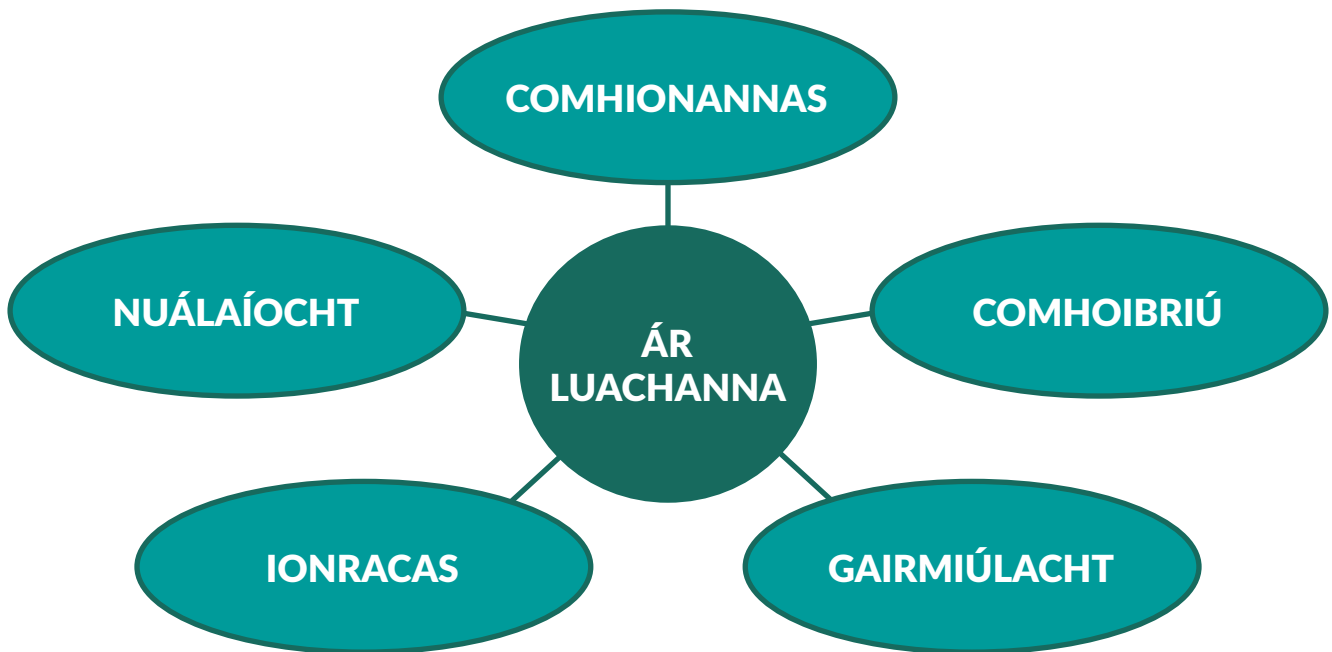 COMHIONANNAS
NUÁLAÍOCHT
COMHOIBRIÚ
ÁR
LUACHANNA
IONRACAS
GAIRMIÚLACHT